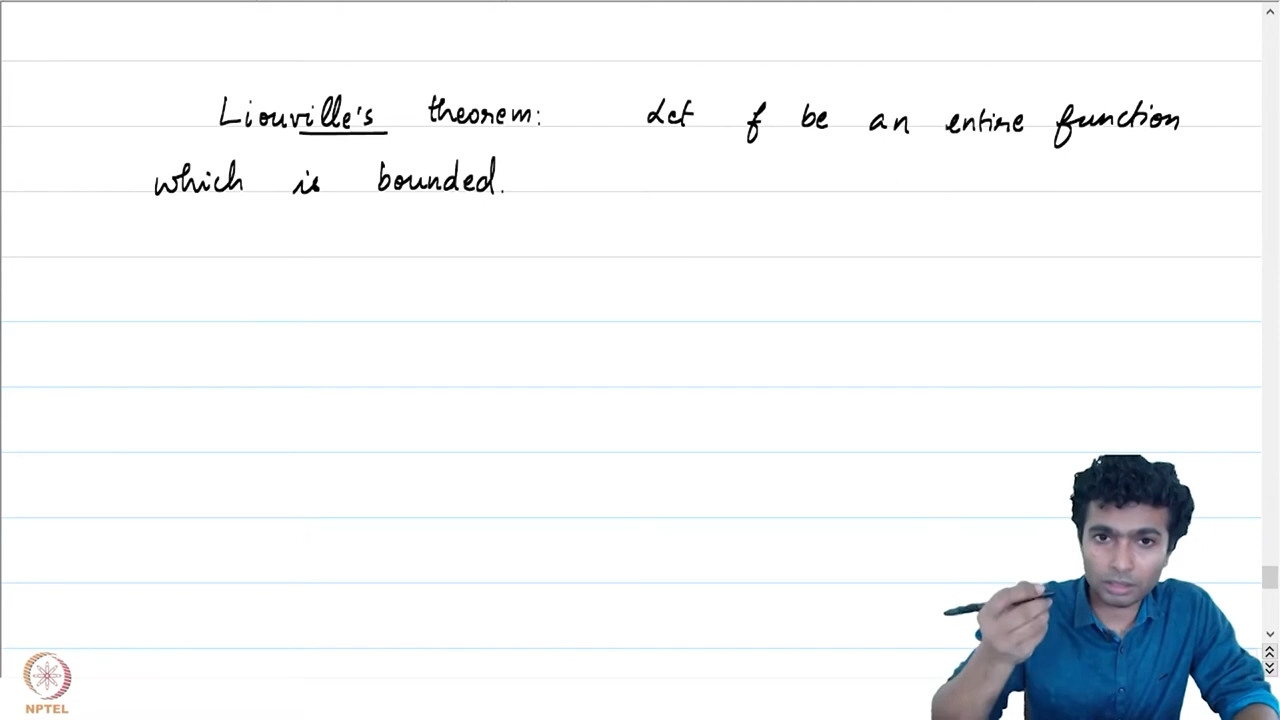 Liouville's theorem: Let f be an entire function
which is bounded.
NPTEL